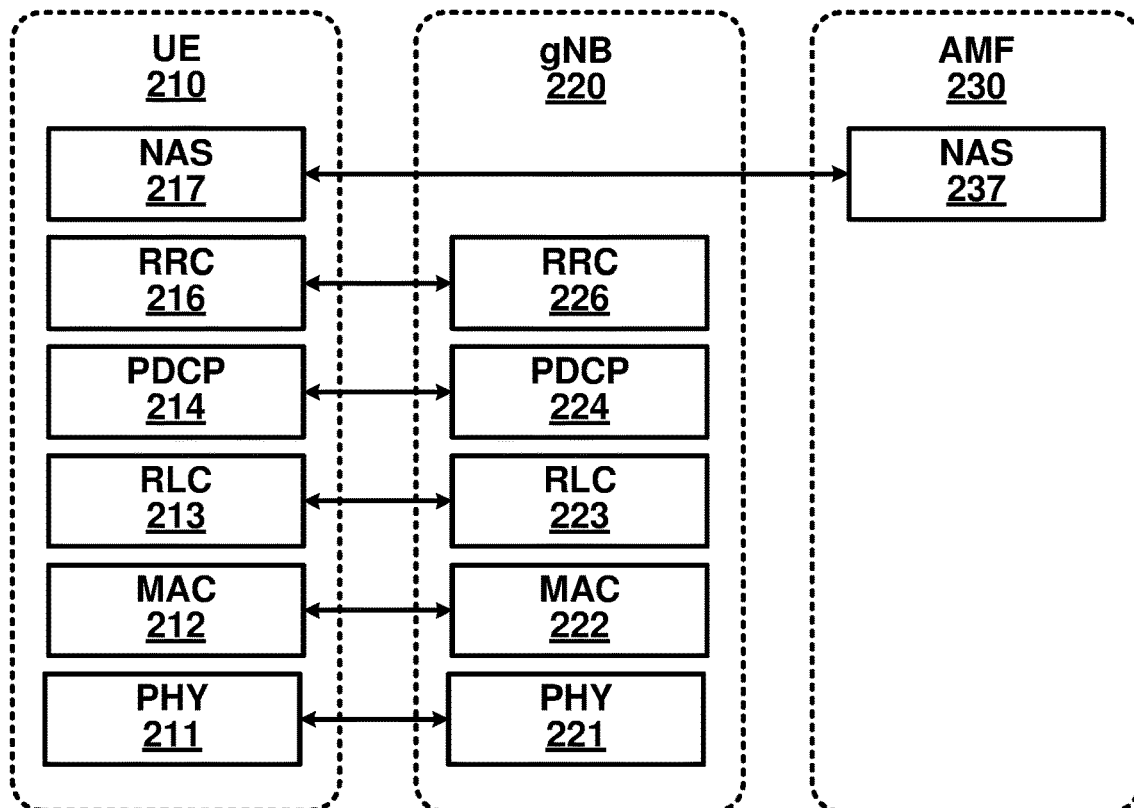 UE
210
gNB
220
AMF
230
NAS
217
NAS
237
RRC
216
RRC
226
PDCP
214
PDCP
224
RLC
213
RLC
223
MAC
212
MAC
222
PHY
211
PHY
221